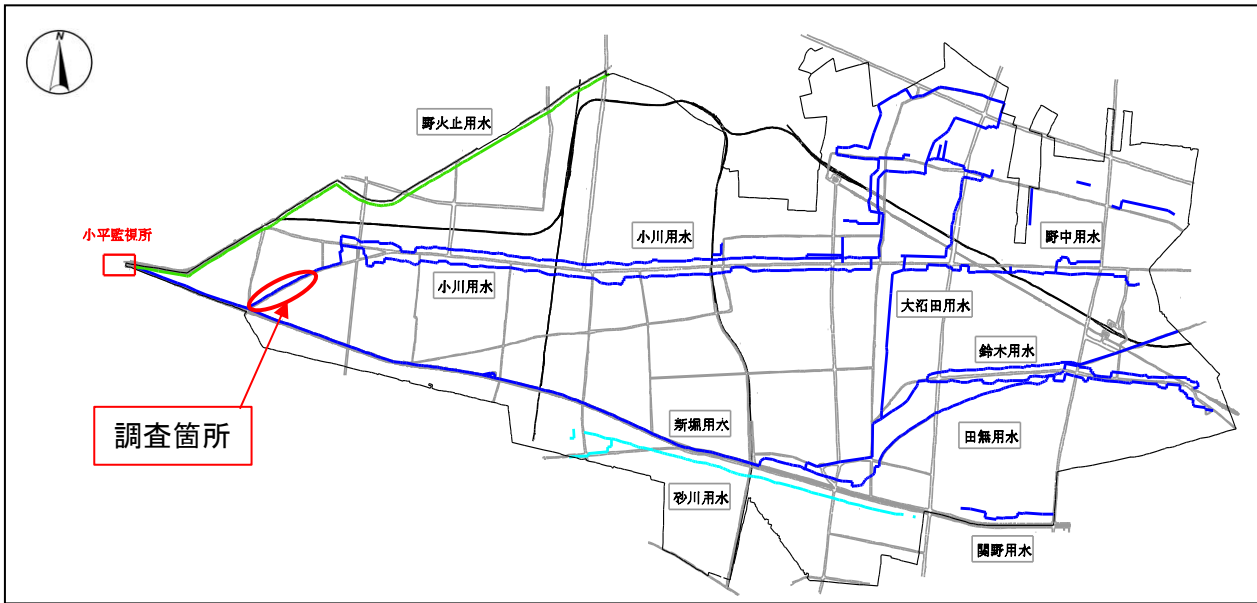 N
野火止用水
小平監視所
小川用水
野中用水
小川用水
大沼田用水
鈴木用水
調査箇所
新堀用水
田無用水
砂川用水
関野用水